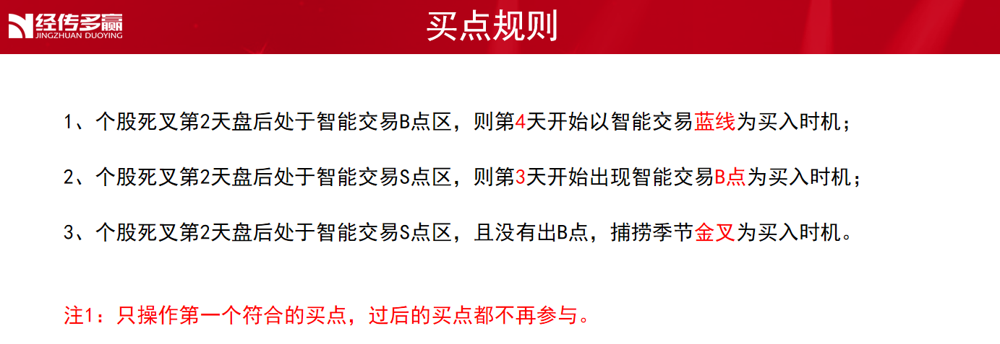 经传多赢
JINGZHUAN DUOYING
买点规则
1、个股死叉第2天盘后处于智能交易B点区，则第4天开始以智能交易蓝线为买入时机；
2、个股死叉第2天盘后处于智能交易S点区，则第3天开始出现智能交易B点为买入时机；
3、个股死叉第2天盘后处于智能交易S点区，且没有出B点，捕捞季节金叉为买入时机。
注1：只操作第一个符合的买点，过后的买点都不再参与。